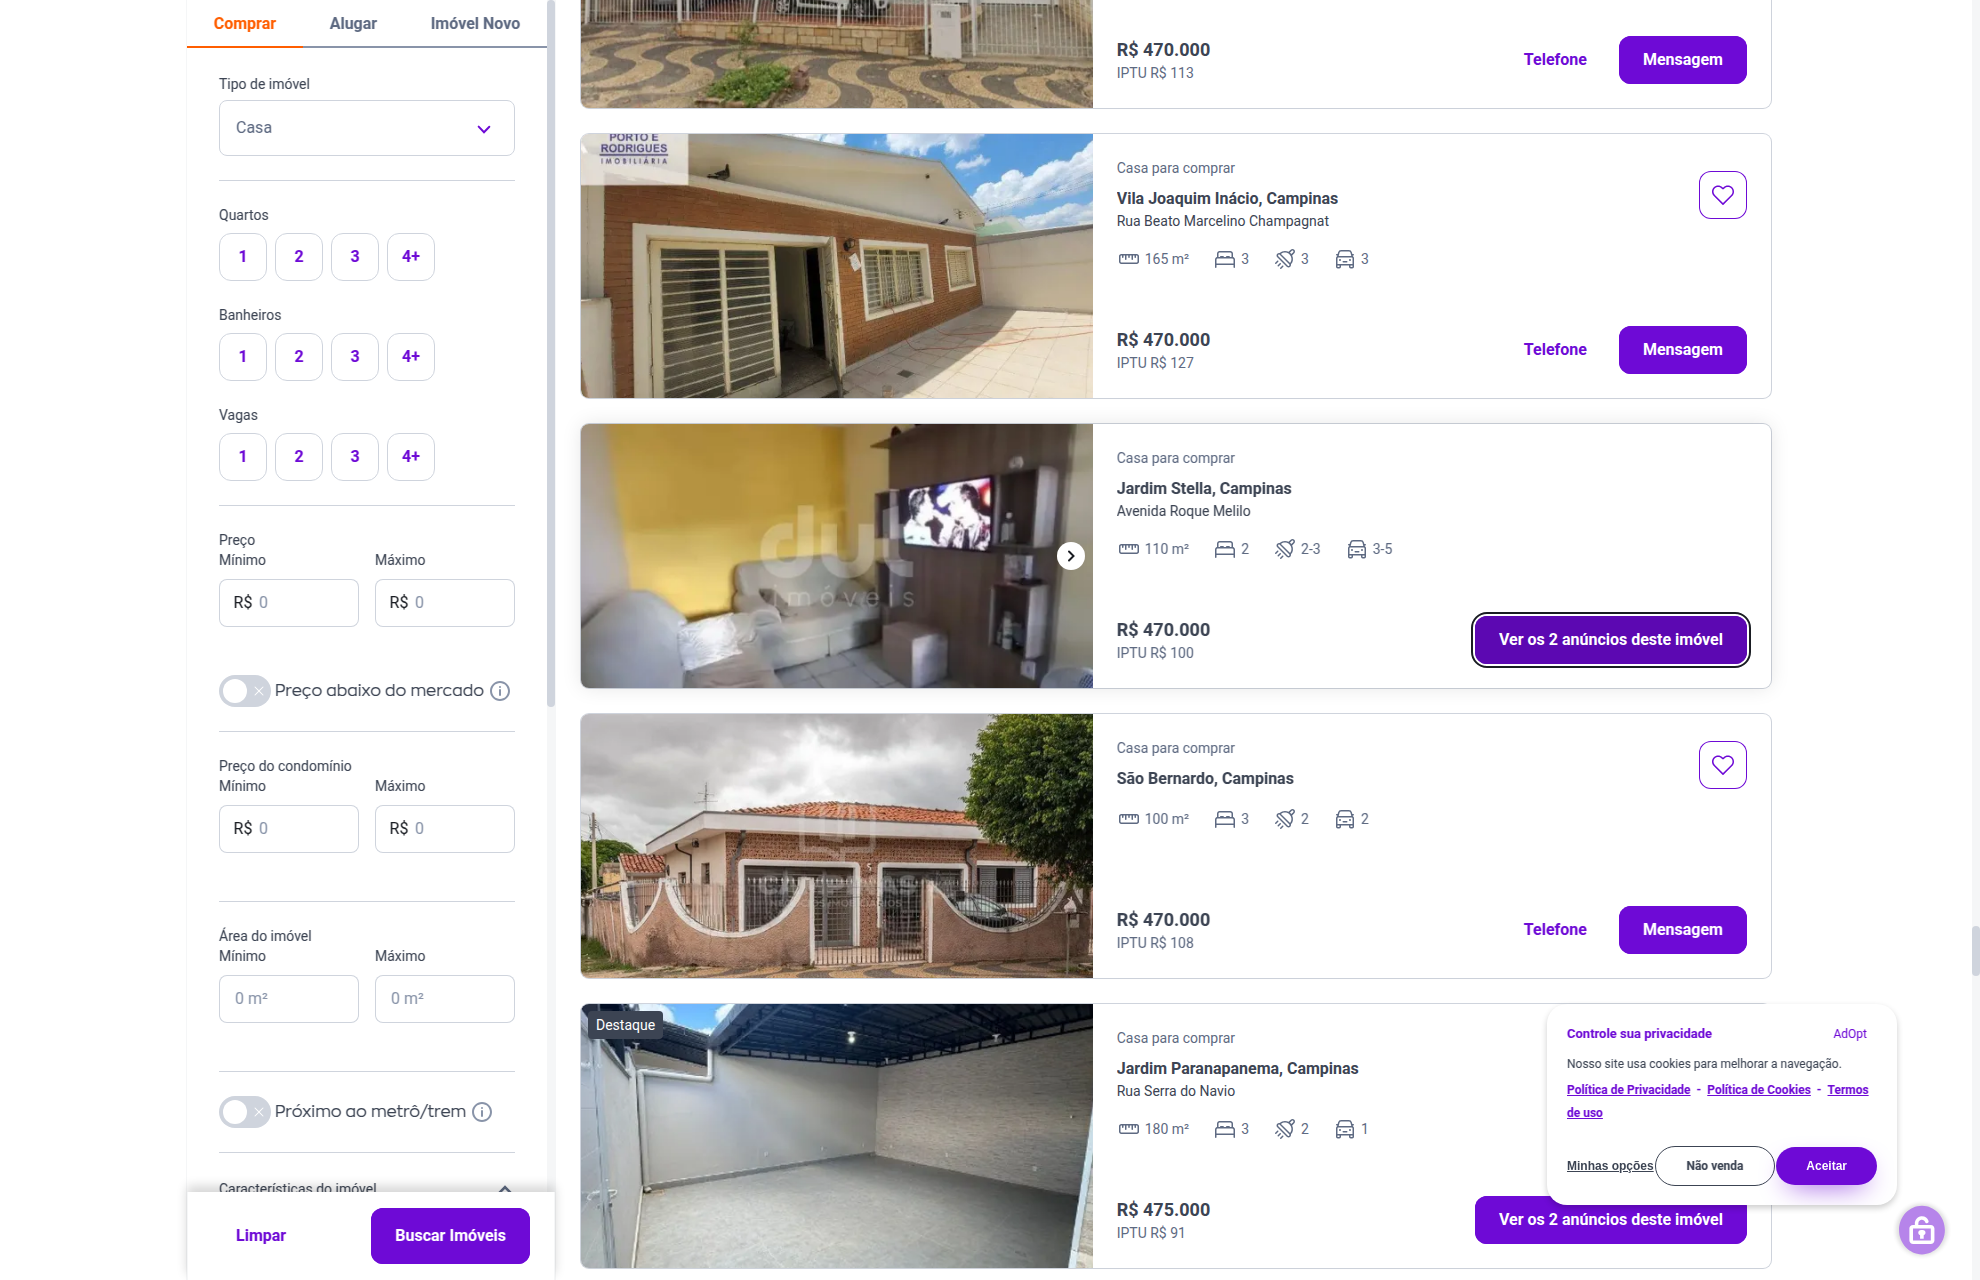 Comprar
Alugar
Imóvel Novo
Tipo de imóvel
Casa
Quartos
1
2
3
4+
Banheiros
1
2
3
4+
Vagas
1
2
3
4+
Preço
Mínimo
Máximo
R$ 0
R$ 0
Preço abaixo do mercado
Preço do condomínio
Mínimo
Máximo
R$ 0
R$ 0
Área do imóvel
Mínimo
Máximo
0 m²
0 m²
Próximo ao metrô/trem
Características do imóvel
Limpar
Buscar Imóveis
R$ 470.000
IPTU R$ 113
Telefone
Mensagem
PORTO E
RODRIGUES
IMOBILIÁRIA
Casa para comprar
Vila Joaquim Inácio, Campinas
Rua Beato Marcelino Champagnat
165 m²
3
3
3
R$ 470.000
IPTU R$ 127
Telefone
Mensagem
dut
imóveis
Casa para comprar
Jardim Stella, Campinas
Avenida Roque Melilo
110 m²
2
2-3
3-5
R$ 470.000
IPTU R$ 100
Ver os 2 anúncios deste imóvel
Casa para comprar
São Bernardo, Campinas
100 m²
3
2
2
R$ 470.000
IPTU R$ 108
Telefone
Mensagem
Destaque
Casa para comprar
Jardim Paranapanema, Campinas
Rua Serra do Navio
180 m²
3
2
1
R$ 475.000
IPTU R$ 91
Ver os 2 anúncios deste imóvel
Controle sua privacidade
AdOpt
Nosso site usa cookies para melhorar a navegação.
Política de Privacidade - Política de Cookies - Termos
de uso
Minhas opções
Não venda
Aceitar